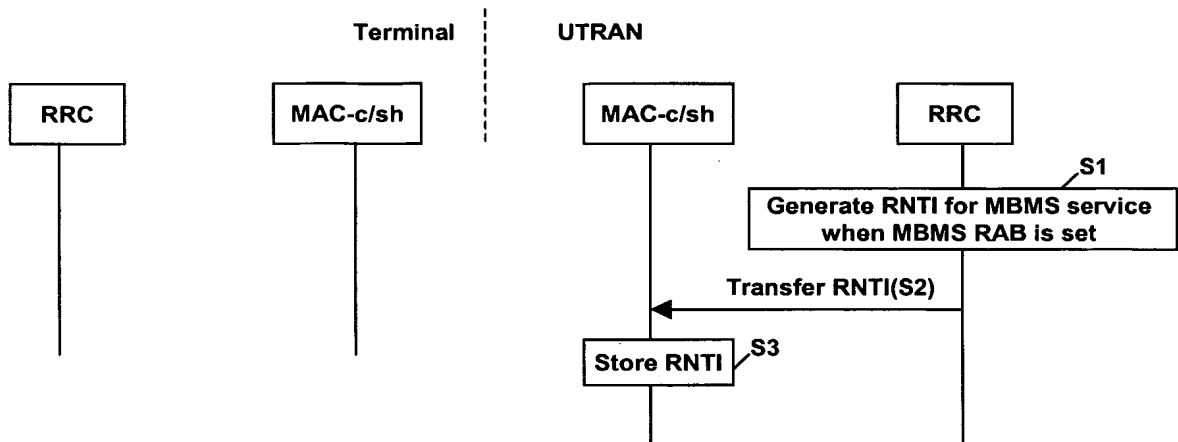 Terminal
UTRAN
RRC
MAC-c/sh
MAC-c/sh
RRC
S1
Generate RNTI for MBMS service
when MBMS RAB is set
Transfer RNTI(S2)
Store RNTI
S3